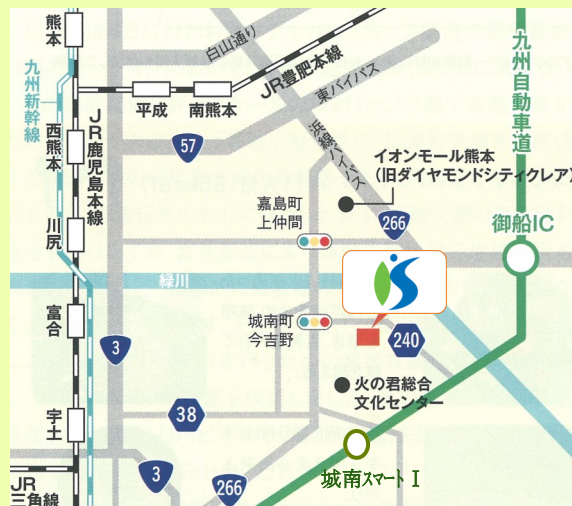 熊本
白山通り
九州新幹線
JR豊肥本線
東バイパス
九州自動車道
平成
南熊本
JR鹿児島本線
西熊本
57
浜線バイパス
イオンモール熊本
(旧ダイヤモンドシティクレア)
嘉島町
上仲間
266
川尻
御船IC
緑川
富合
城南町
今吉野
3
240
火の君総合
文化センター
38
宇土
3
266
城南スマートI
JR
三角線